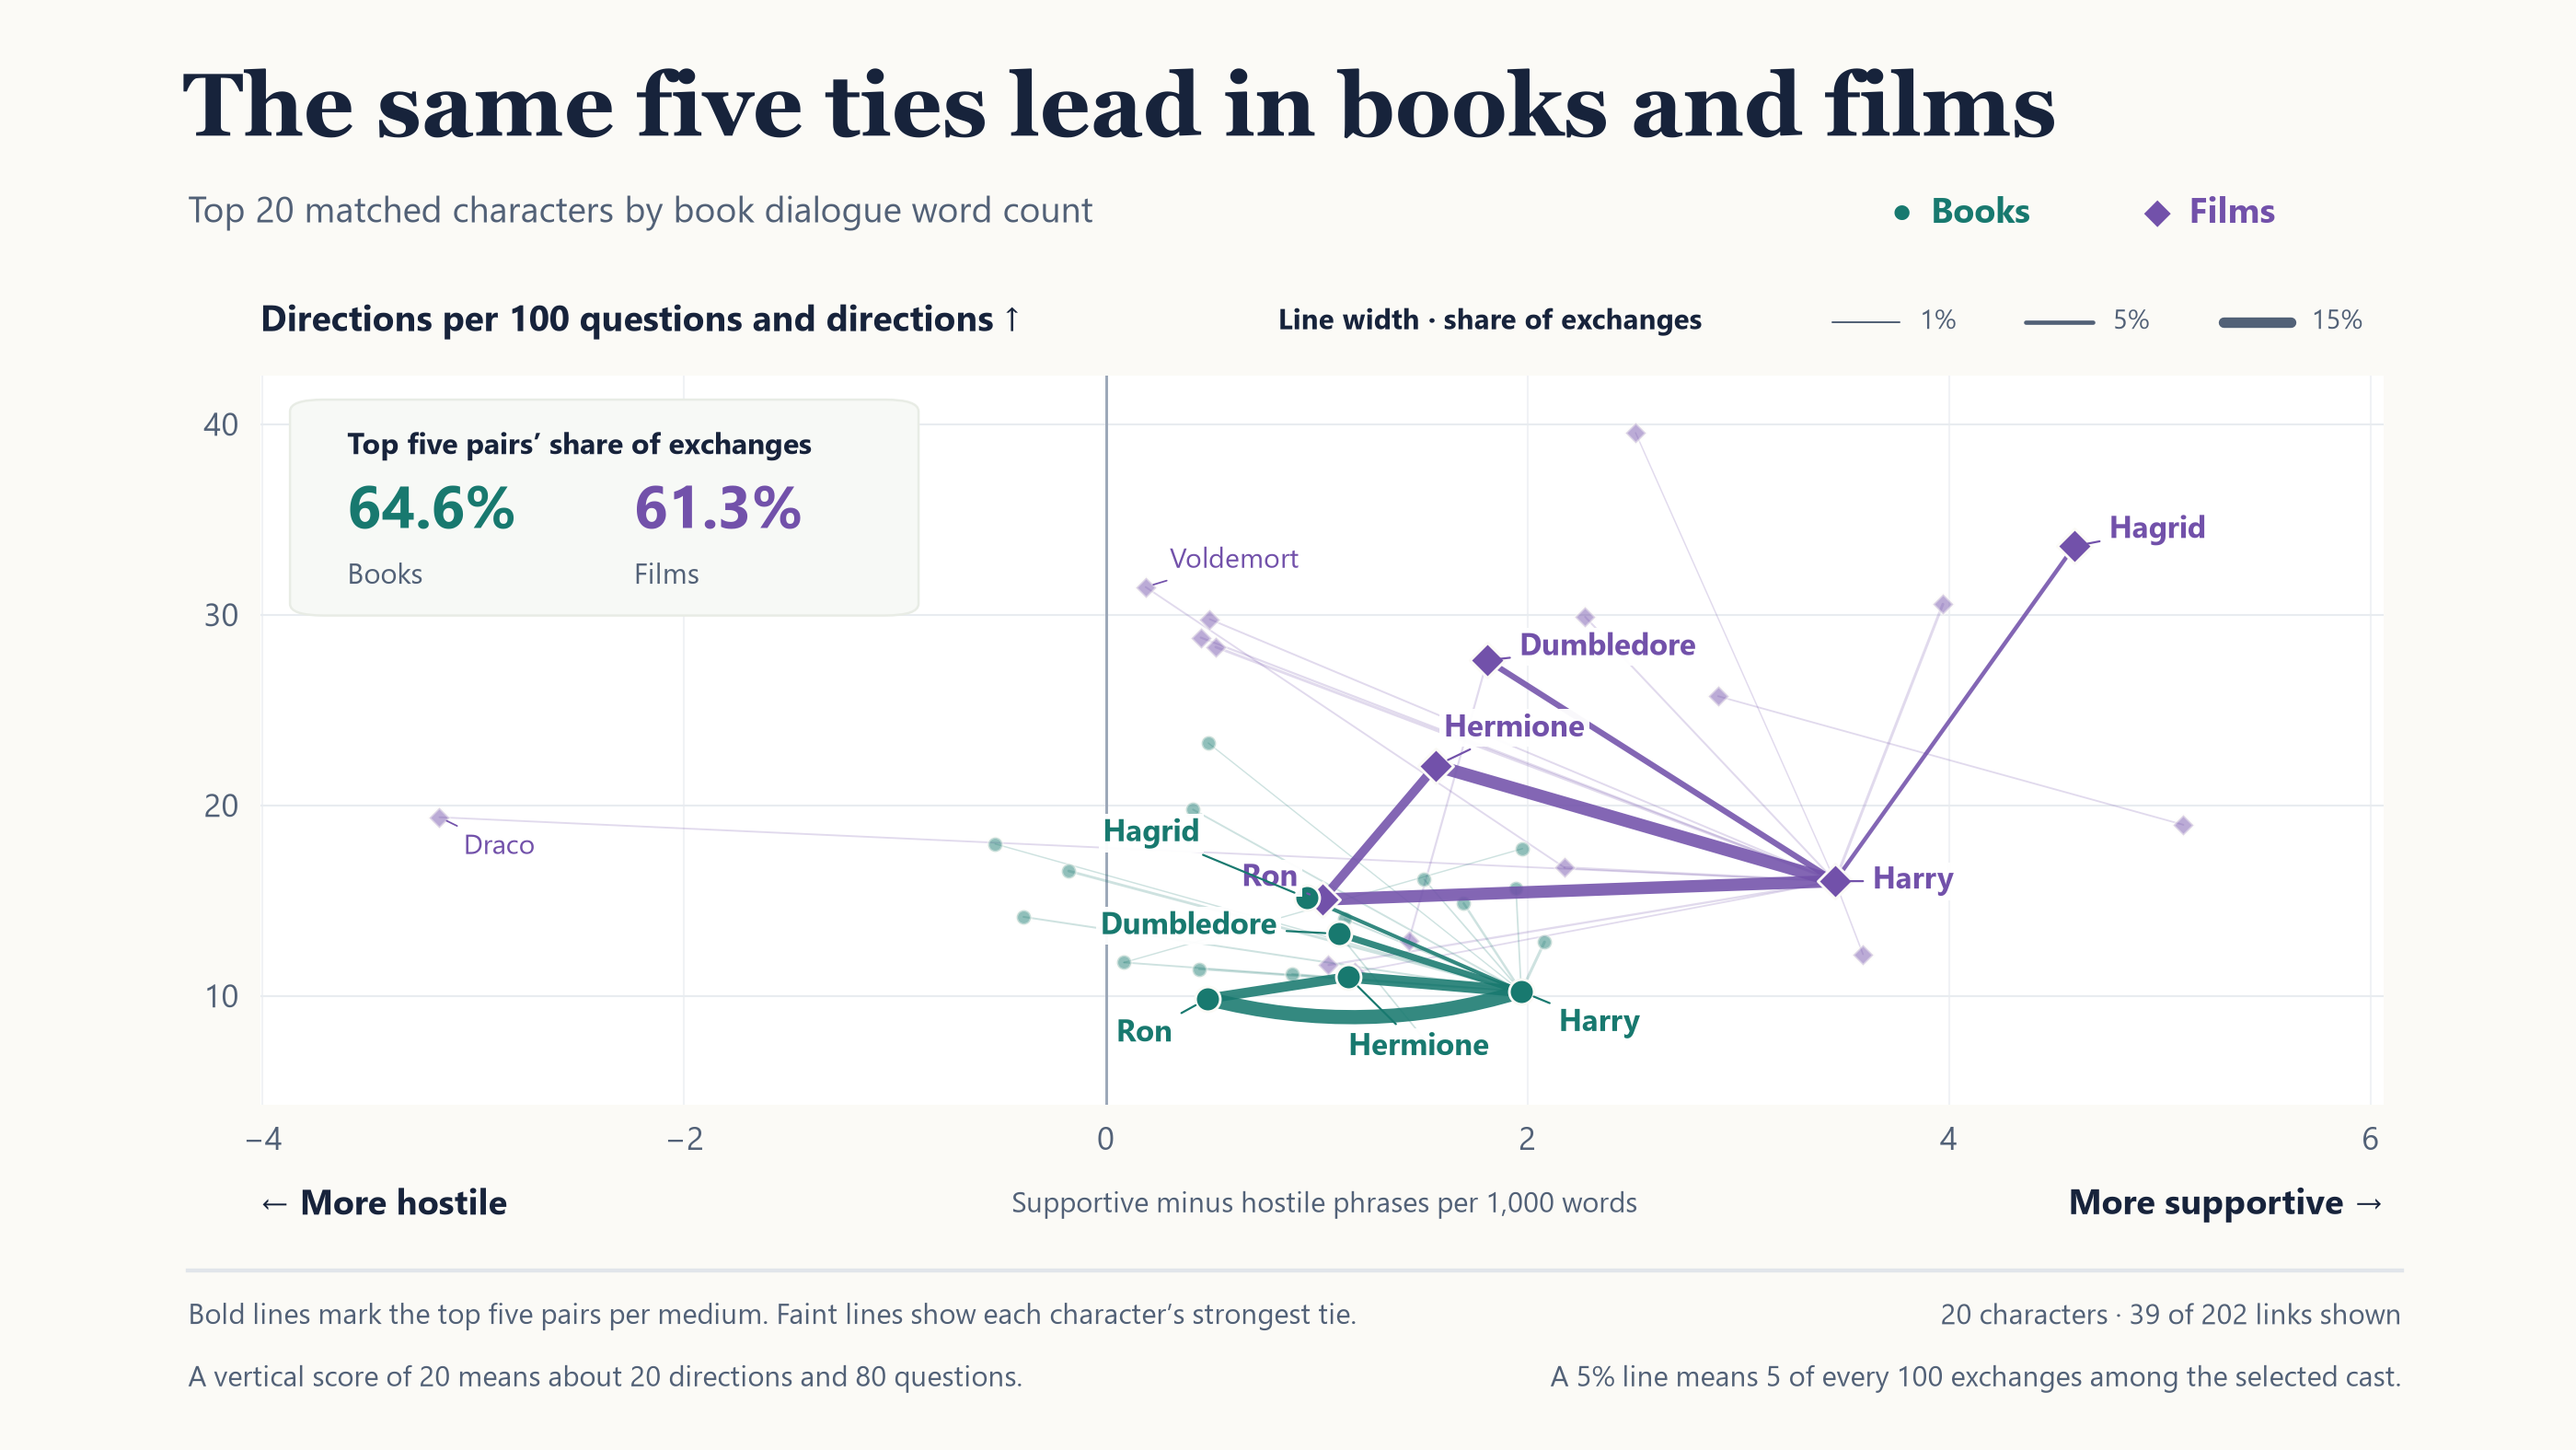 The same five ties lead in books and films
Top 20 matched characters by book dialogue word count
Books
Films
Directions per 100 questions and directions ↑
Line width · share of exchanges
1%
5%
15%
Top five pairs’ share of exchanges
64.6%
61.3%
Books
Films
40
30
20
10
Hagrid
Voldemort
Dumbledore
Hermione
Draco
Hagrid
Ron
Harry
Dumbledore
Ron
Hermione
Harry
−4
−2
0
2
4
6
← More hostile
Supportive minus hostile phrases per 1,000 words
More supportive →
Bold lines mark the top five pairs per medium. Faint lines show each character’s strongest tie.
20 characters · 39 of 202 links shown
A vertical score of 20 means about 20 directions and 80 questions.
A 5% line means 5 of every 100 exchanges among the selected cast.